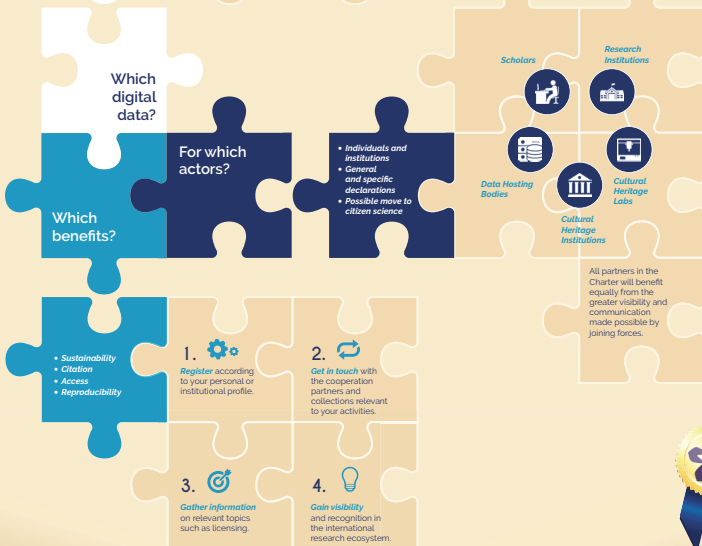 Which
digital
data?
For which
actors?
• Individuals and
institutions
• General
and specific
declarations
• Possible move to
citizen science
Scholars
Research
Institutions
Data Hosting
Bodies
Cultural
Heritage
Labs
Cultural
Heritage
Institutions
Which
benefits?
All partners in the
Charter will benefit
equally from the
greater visibility and
communication
made possible by
joining forces.
• Sustainability
• Citation
• Access
• Reproducibility
1.
Register according
to your personal or
institutional profile.
2.
Get in touch with
the cooperation
partners and
collections relevant
to your activities.
3.
Gather information
on relevant topics
such as licensing.
4.
Gain visibility
and recognition in
the international
research ecosystem.